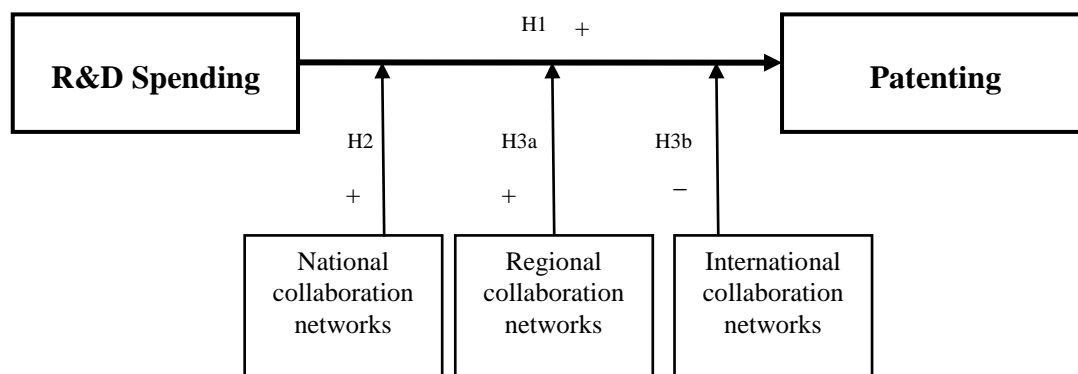 H1 +
R&D Spending
Patenting
H2
H3a
H3b
+
+
−
National
collaboration
networks
Regional
collaboration
networks
International
collaboration
networks